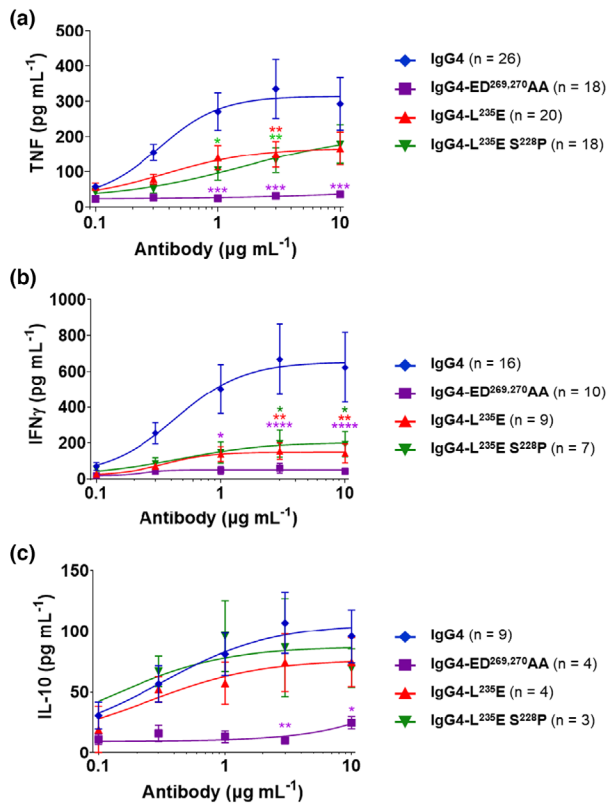 (a)
500
400
300
200
100
0
TNF (pg mL⁻¹)
* ** ** *** *** ***
0.1 1 10
Antibody (µg mL⁻¹)
IgG4 (n = 26)
IgG4-ED²⁶⁹,²⁷⁰AA (n = 18)
IgG4-L²³⁵E (n = 20)
IgG4-L²³⁵E S²²⁸P (n = 18)
(b)
1000
800
600
400
200
0
IFNγ (pg mL⁻¹)
* *
** **
* **** ****
0.1 1 10
Antibody (µg mL⁻¹)
IgG4 (n = 16)
IgG4-ED²⁶⁹,²⁷⁰AA (n = 10)
IgG4-L²³⁵E (n = 9)
IgG4-L²³⁵E S²²⁸P (n = 7)
(c)
150
100
50
0
IL-10 (pg mL⁻¹)
** *
0.1 1 10
Antibody (µg mL⁻¹)
IgG4 (n = 9)
IgG4-ED²⁶⁹,²⁷⁰AA (n = 4)
IgG4-L²³⁵E (n = 4)
IgG4-L²³⁵E S²²⁸P (n = 3)